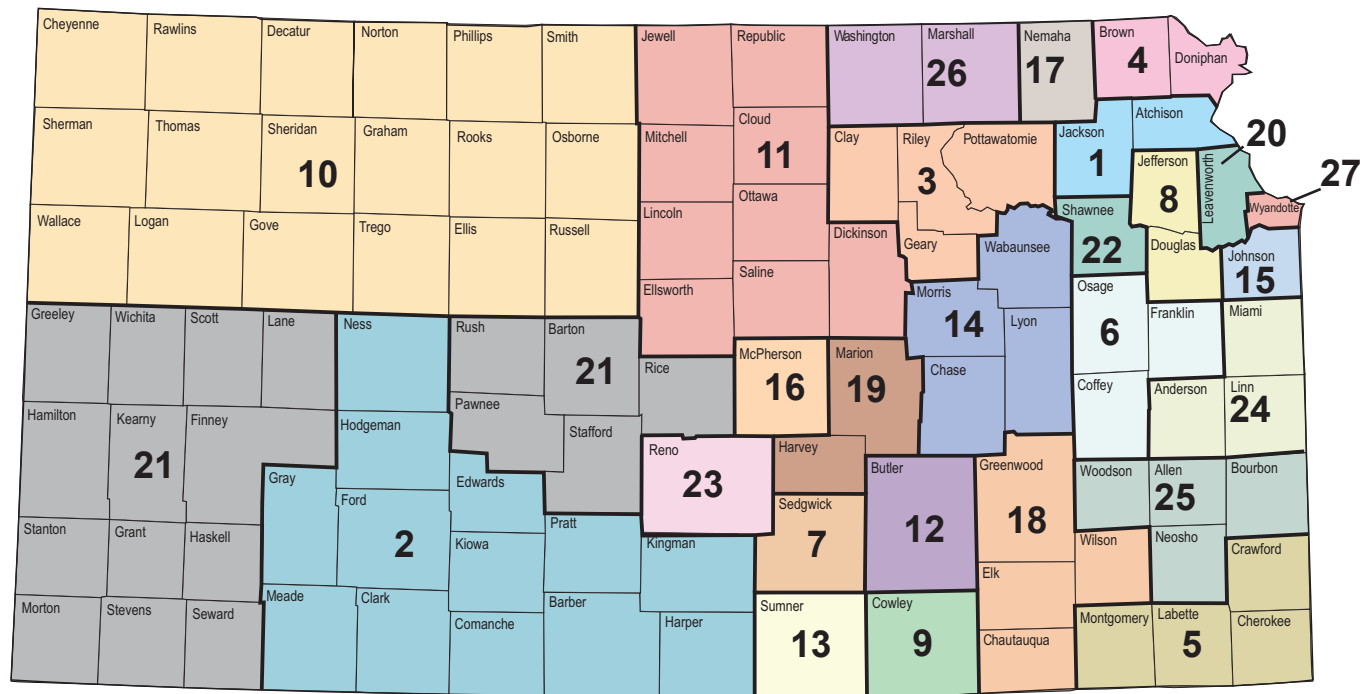 Cheyenne
Rawlins
Decatur
Norton
Phillips
Smith
Jewell
Republic
Washington
Marshall
Nemaha
Brown
Doniphan
26
17
4
Sherman
Thomas
Sheridan
Graham
Rooks
Osborne
Mitchell
Cloud
Clay
Riley
Pottawatomie
Jackson
Atchison
Jefferson
Leavenworth
20
27
10
11
3
1
8
Wyandotte
Wallace
Logan
Gove
Trego
Ellis
Russell
Lincoln
Ottawa
Dickinson
Geary
Wabaunsee
Shawnee
22
Douglas
Johnson
15
Ellsworth
Saline
Morris
14
Osage
6
Franklin
Miami
Greeley
Wichita
Scott
Lane
Ness
Rush
Barton
21
Rice
McPherson
16
Marion
19
Chase
Lyon
Coffey
Anderson
Linn
24
Hamilton
Kearny
21
Finney
Hodgeman
Pawnee
Stafford
Reno
23
Harvey
Butler
12
Greenwood
18
Woodson
Allen
25
Bourbon
Gray
Ford
2
Edwards
Kiowa
Pratt
Kingman
Sedgwick
7
Wilson
Neosho
Crawford
Stanton
Grant
Haskell
Elk
Morton
Stevens
Seward
Meade
Clark
Comanche
Barber
Harper
Sumner
13
Cowley
9
Chautauqua
Montgomery
Labette
5
Cherokee